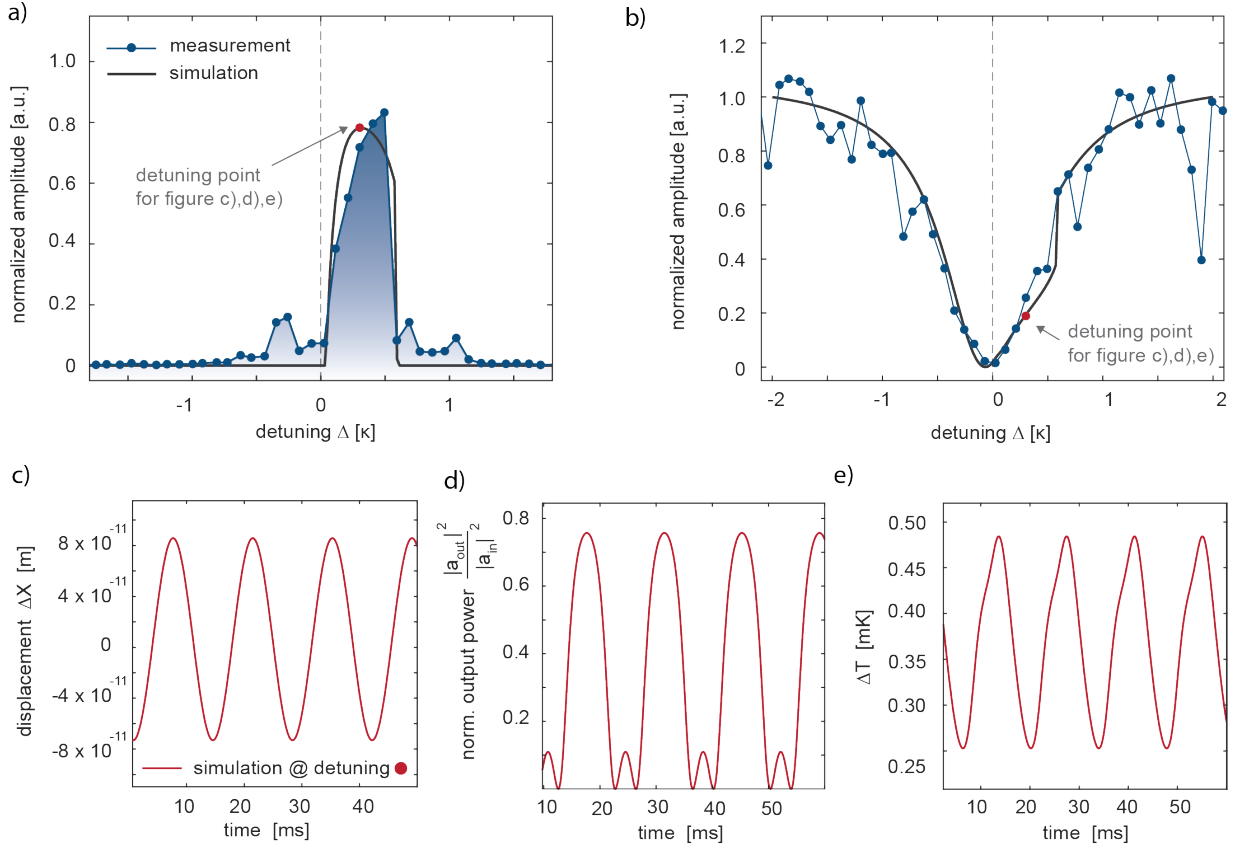 a)
normalized amplitude [a.u.]
1.0
0.8
0.6
0.4
0.2
0
measurement
simulation
detuning point
for figure c),d),e)
-1
0
1
detuning Δ [κ]
b)
normalized amplitude [a.u.]
1.2
1.0
0.8
0.6
0.4
0.2
0
detuning point
for figure c),d),e)
-2
-1
0
1
2
detuning Δ [κ]
c)
displacement ΔX [m]
8 x 10⁻¹¹
4 x 10⁻¹¹
0
-4 x 10⁻¹¹
-8 x 10⁻¹¹
simulation @ detuning
10
20
30
40
time [ms]
d)
norm. output power |a_out|² / |a_in|²
0.8
0.6
0.4
0.2
10
20
30
40
50
time [ms]
e)
ΔT [mK]
0.50
0.45
0.40
0.35
0.30
0.25
10
20
30
40
50
time [ms]